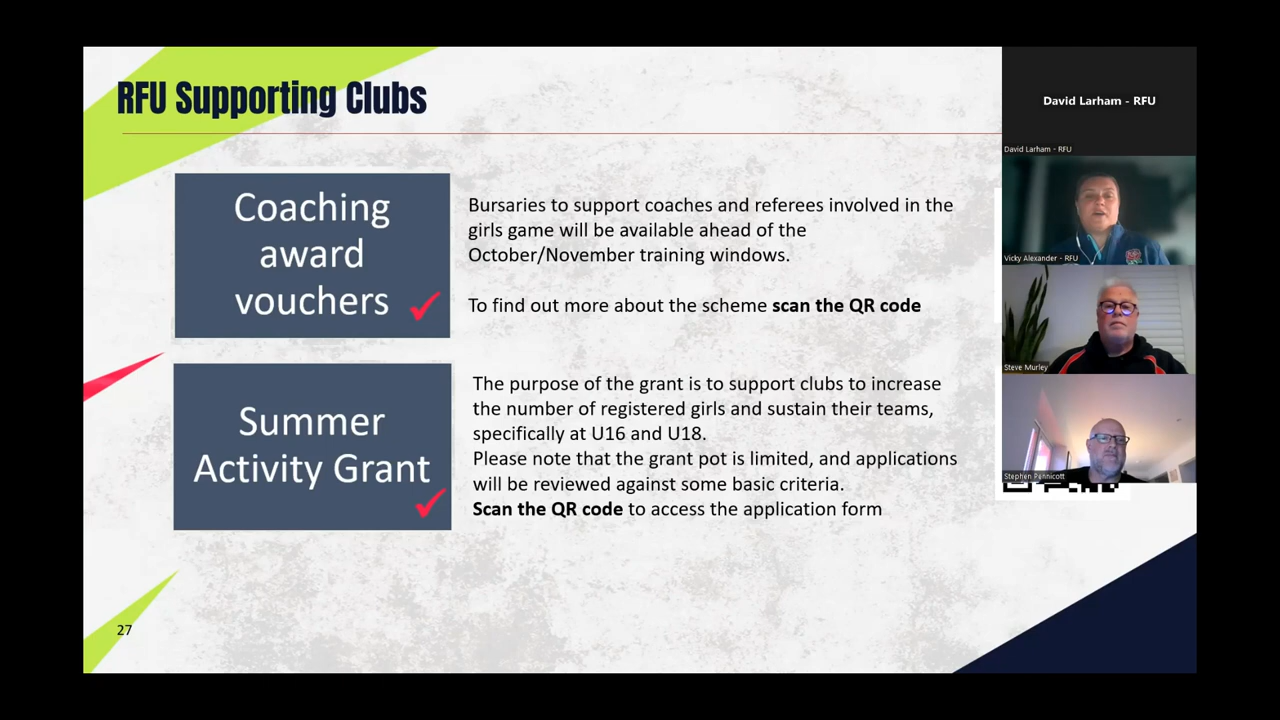 RFU Supporting Clubs
Coaching
award
vouchers
Bursaries to support coaches and referees involved in the
girls game will be available ahead of the
October/November training windows.
To find out more about the scheme scan the QR code
Summer
Activity Grant
The purpose of the grant is to support clubs to increase
the number of registered girls and sustain their teams,
specifically at U16 and U18.
Please note that the grant pot is limited, and applications
will be reviewed against some basic criteria.
Scan the QR code to access the application form
27
David Larham - RFU
David Larham - RFU
Vicky Alexander - RFU
Steve Murley
Stephen Pennicott